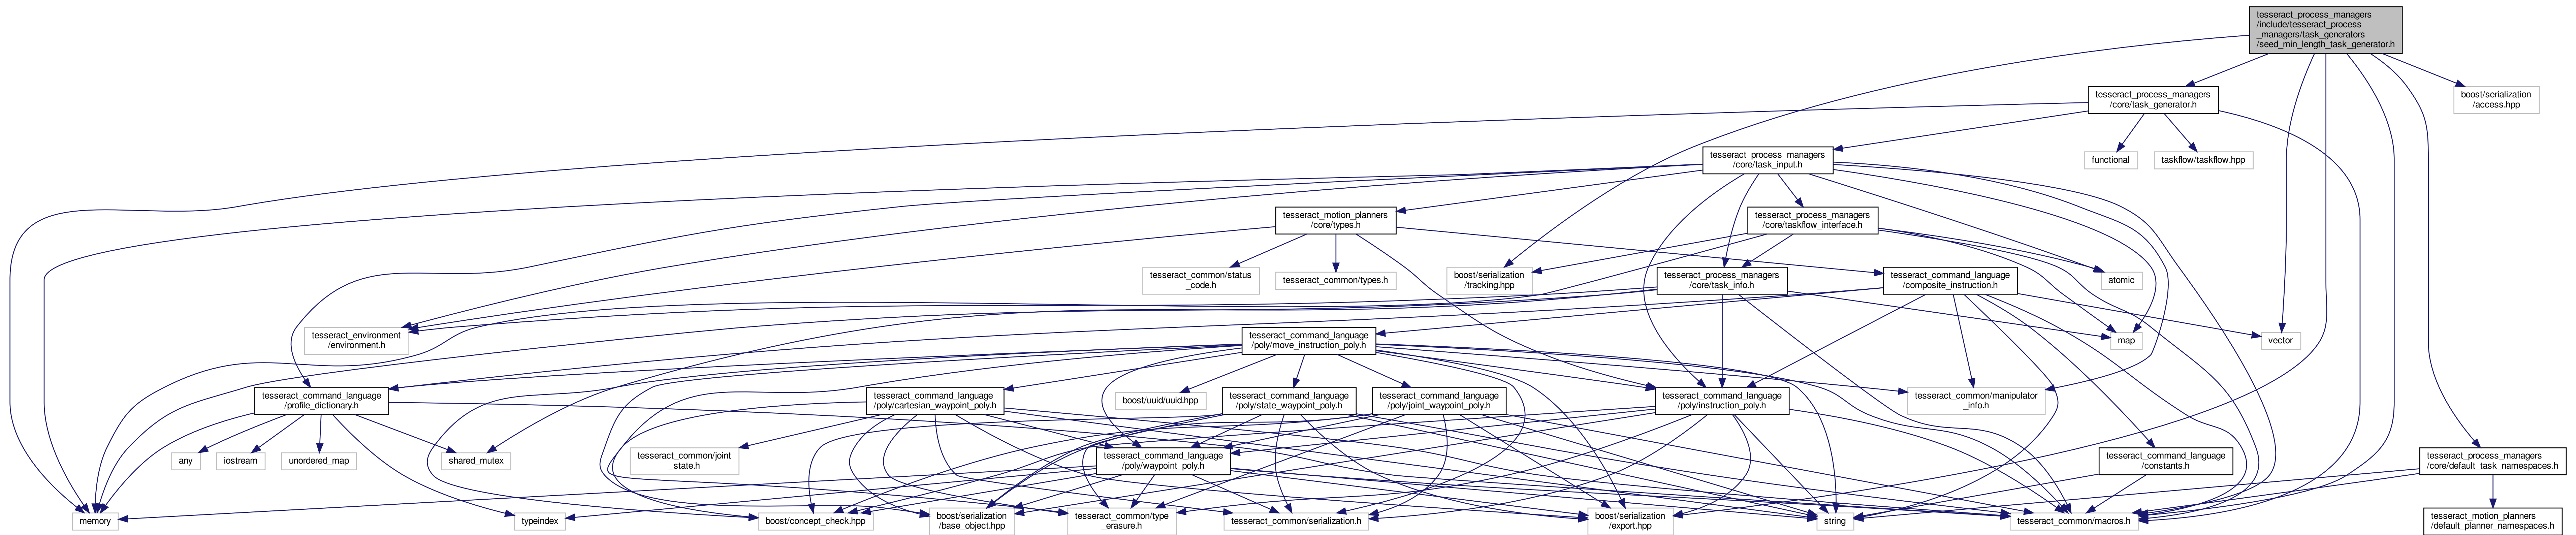 tesseract_process_managers
/include/tesseract_process
_managers/task_generators
/seed_min_length_task_generator.h
tesseract_process_managers
/core/task_generator.h
boost/serialization
/access.hpp
tesseract_process_managers
/core/task_input.h
functional
taskflow/taskflow.hpp
tesseract_motion_planners
/core/types.h
tesseract_process_managers
/core/taskflow_interface.h
tesseract_common/status
_code.h
tesseract_common/types.h
boost/serialization
/tracking.hpp
tesseract_process_managers
/core/task_info.h
tesseract_command_language
/composite_instruction.h
atomic
tesseract_environment
/environment.h
tesseract_command_language
/poly/move_instruction_poly.h
map
vector
tesseract_command_language
/profile_dictionary.h
tesseract_command_language
/poly/cartesian_waypoint_poly.h
boost/uuid/uuid.hpp
tesseract_command_language
/poly/state_waypoint_poly.h
tesseract_command_language
/poly/joint_waypoint_poly.h
tesseract_command_language
/poly/instruction_poly.h
tesseract_common/manipulator
_info.h
any
iostream
unordered_map
shared_mutex
tesseract_common/joint
_state.h
tesseract_command_language
/poly/waypoint_poly.h
tesseract_command_language
/constants.h
tesseract_process_managers
/core/default_task_namespaces.h
memory
typeindex
boost/concept_check.hpp
boost/serialization
/base_object.hpp
tesseract_common/type
_erasure.h
tesseract_common/serialization.h
boost/serialization
/export.hpp
string
tesseract_common/macros.h
tesseract_motion_planners
/default_planner_namespaces.h